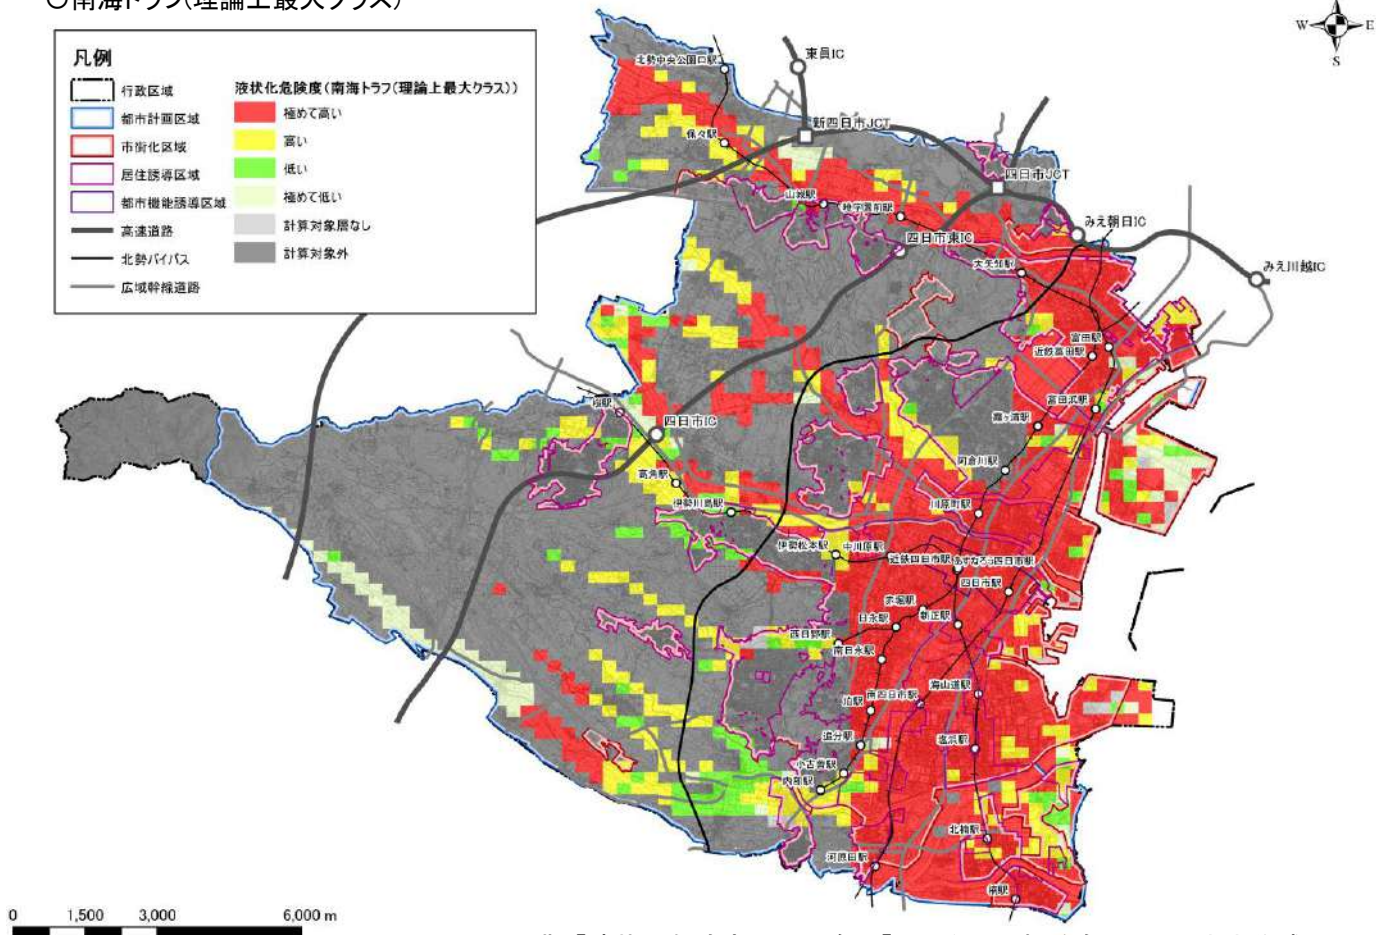 ○南海トラフ(理論上最大クラス)
凡例
行政区域
都市計画区域
市街化区域
居住誘導区域
都市機能誘導区域
高速道路
北勢バイパス
広域幹線道路
液状化危険度(南海トラフ(理論上最大クラス))
極めて高い
高い
低い
極めて低い
計算対象層なし
計算対象外
W
E
S
北勢中央公園口駅
東員IC
保々駅
新四日市JCT
四日市JCT
山城駅
暁学園前駅
みえ朝日IC
四日市東IC
大矢知駅
みえ川越IC
富田駅
近鉄富田駅
富田浜駅
霞ヶ浦駅
桜駅
四日市IC
阿倉川駅
高角駅
伊勢川島駅
川原町駅
伊勢松本駅
中川原駅
近鉄四日市駅
あすなろう四日市駅
四日市駅
赤堀駅
日永駅
新正駅
西日野駅
南日永駅
海山道駅
泊駅
南四日市駅
追分駅
塩浜駅
小古曽駅
内部駅
北楠駅
河原田駅
楠駅
0 1,500 3,000 6,000 m